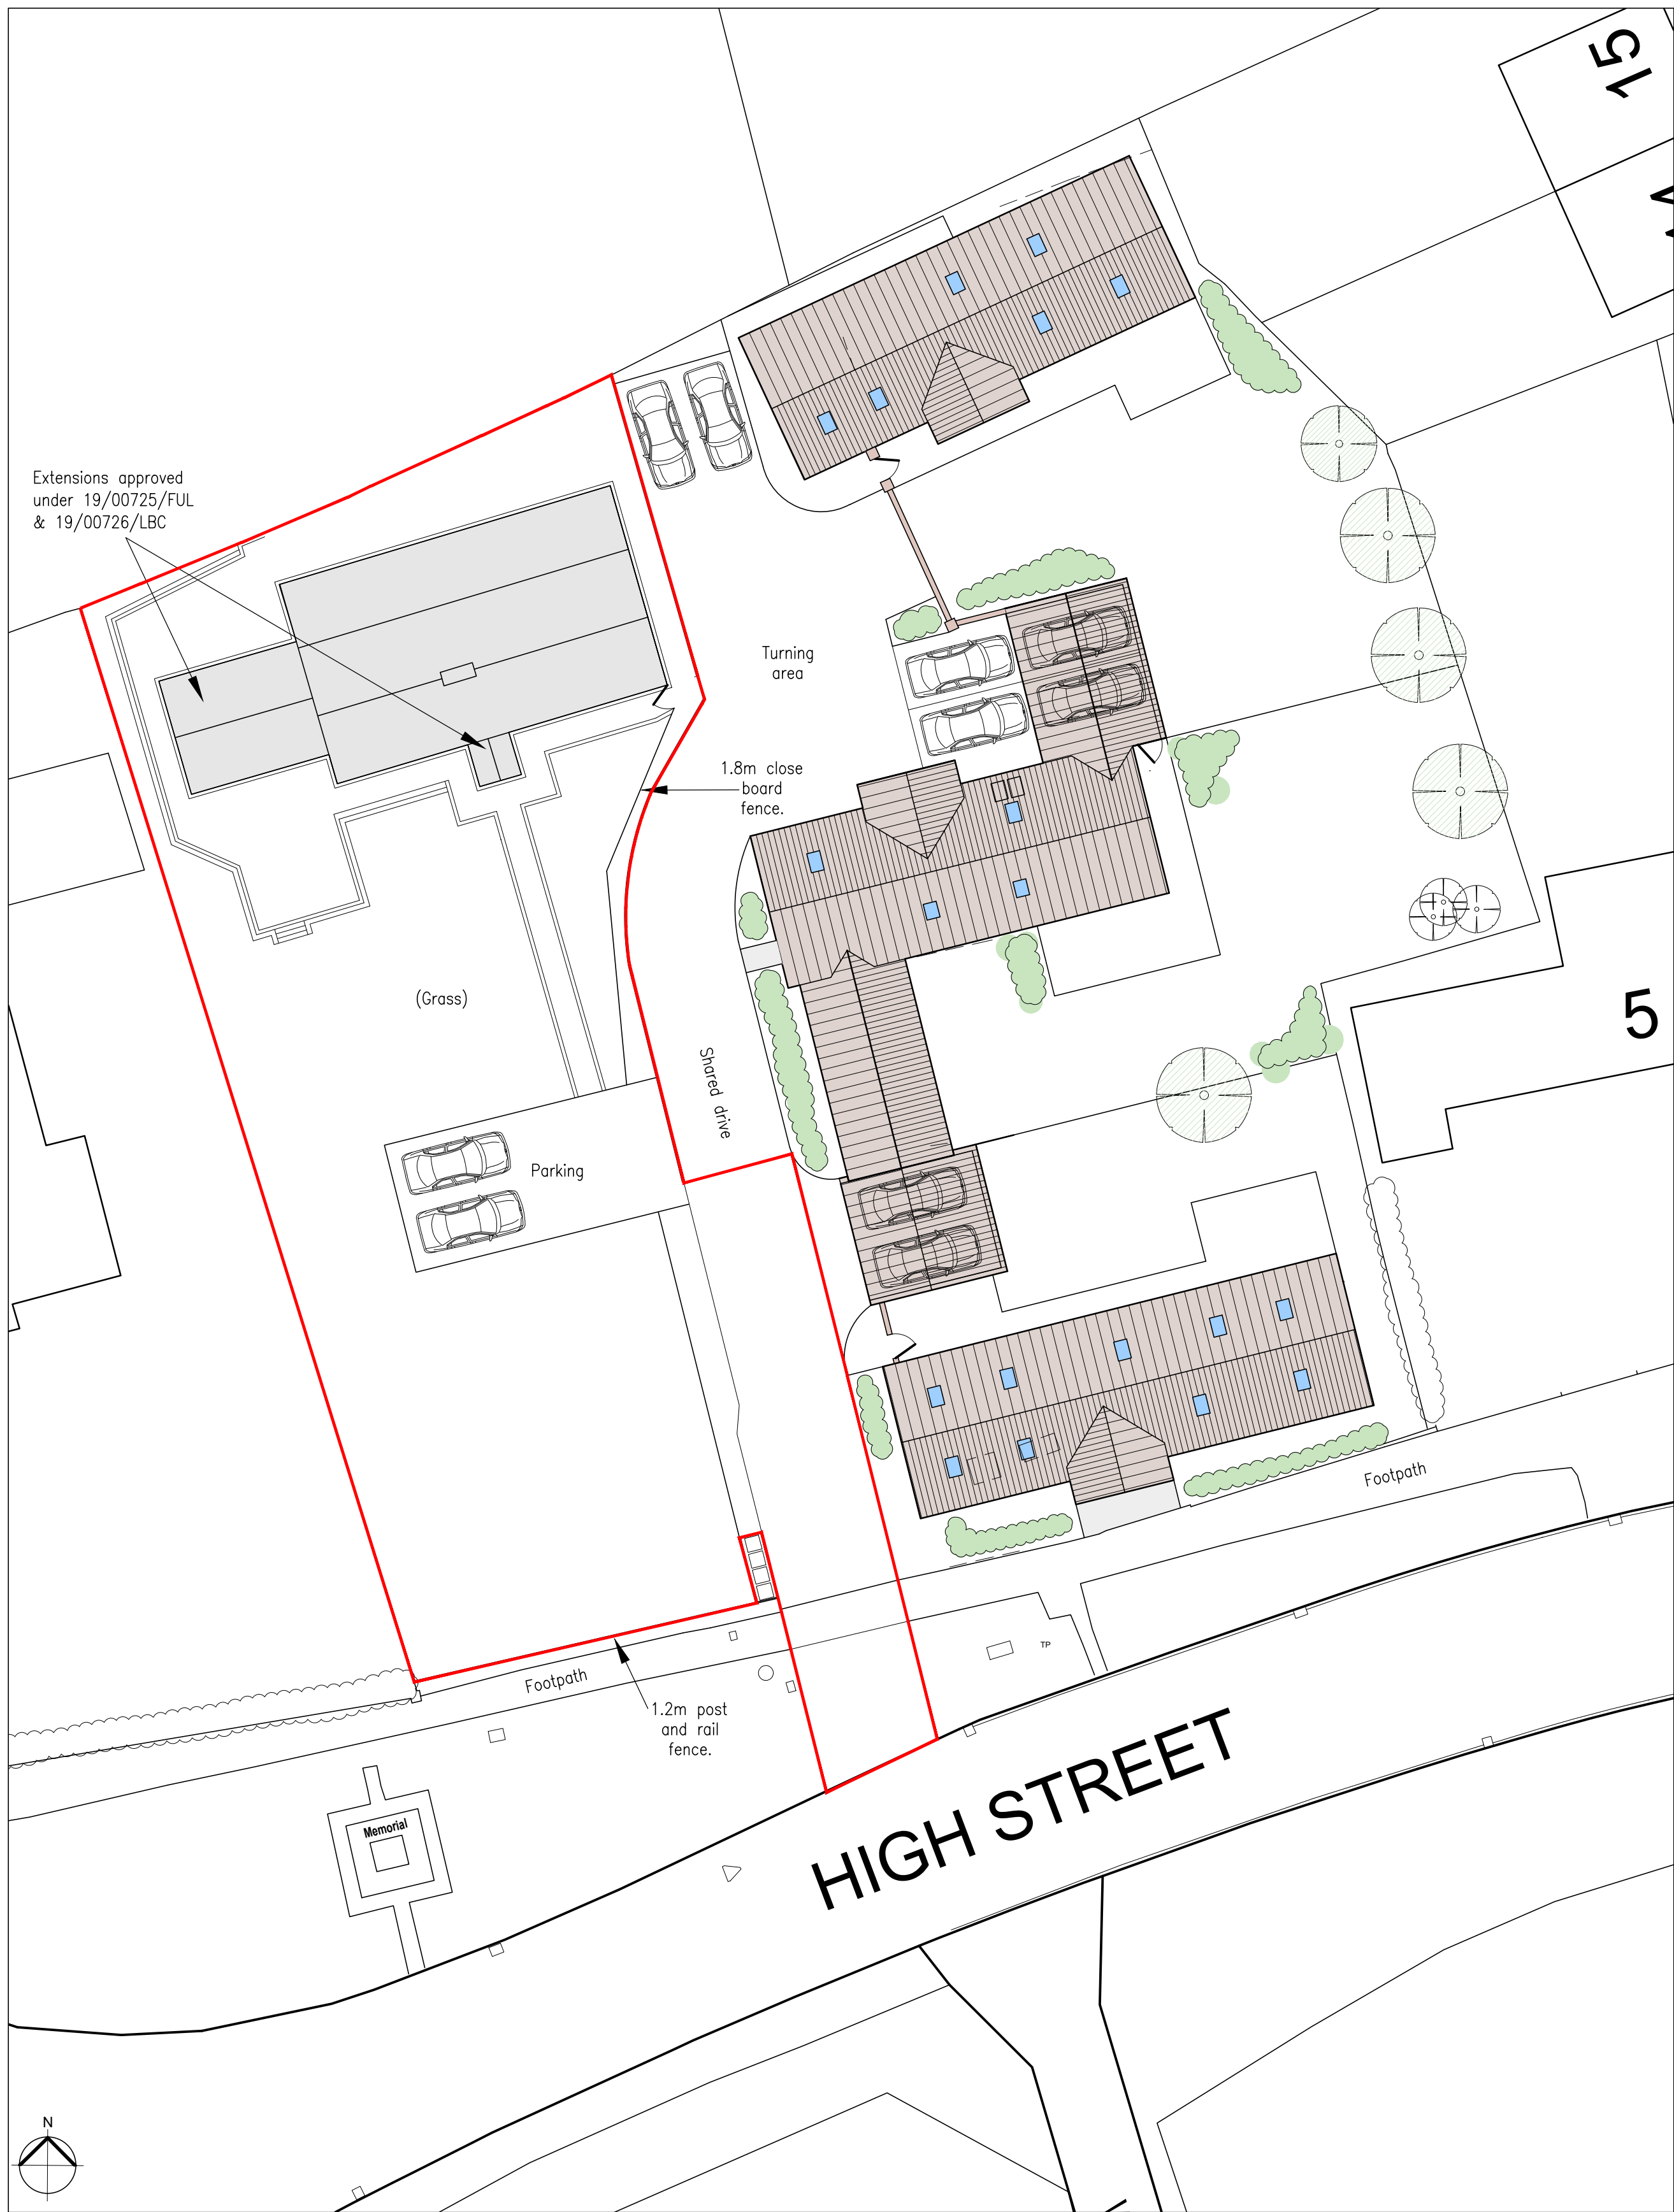 15
Extensions approved
under 19/00725/FUL
& 19/00726/LBC
Turning
area
1.8m close
board
fence.
(Grass)
5
Shared drive
Parking
Footpath
TP
Footpath
1.2m post
and rail
fence.
HIGH STREET
Memorial
N